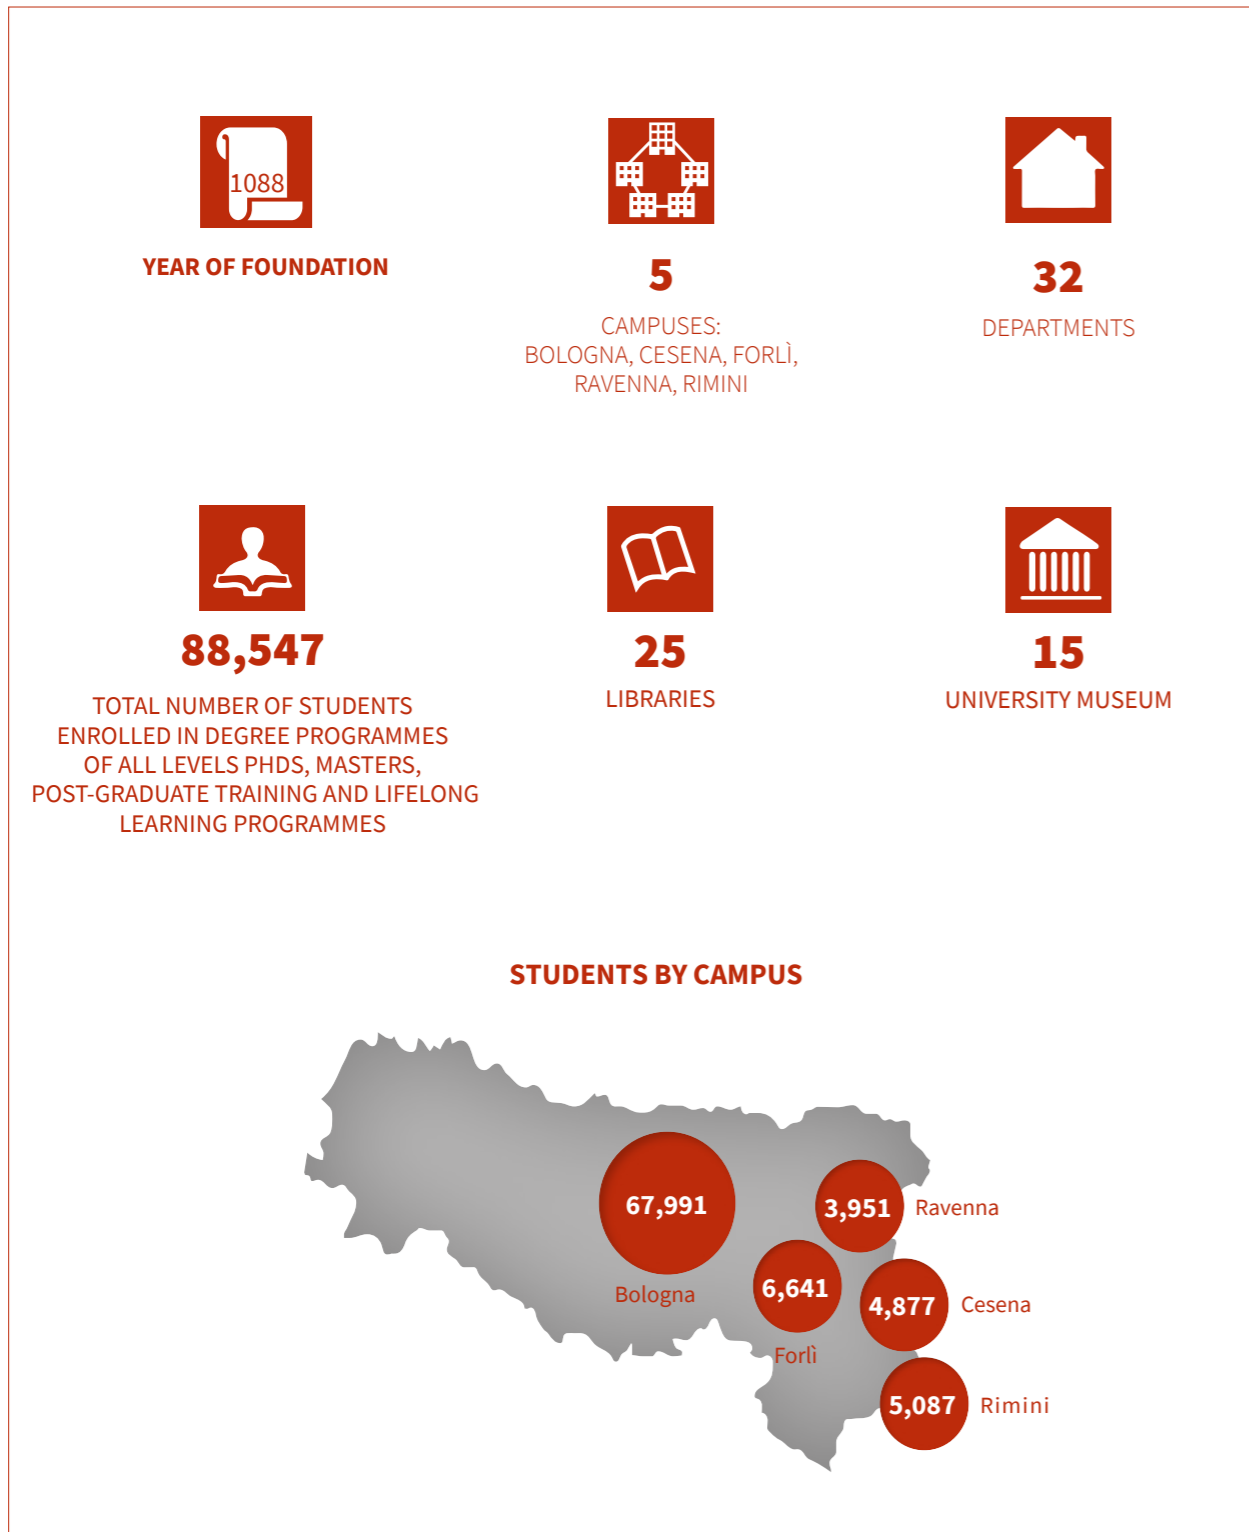 1088
YEAR OF FOUNDATION
5
CAMPUSES:
BOLOGNA, CESENA, FORLÌ,
RAVENNA, RIMINI
32
DEPARTMENTS
88,547
TOTAL NUMBER OF STUDENTS
ENROLLED IN DEGREE PROGRAMMES
OF ALL LEVELS PHDS, MASTERS,
POST-GRADUATE TRAINING AND LIFELONG
LEARNING PROGRAMMES
25
LIBRARIES
15
UNIVERSITY MUSEUM
STUDENTS BY CAMPUS
67,991
Bologna
3,951 Ravenna
6,641
Forlì
4,877 Cesena
5,087 Rimini